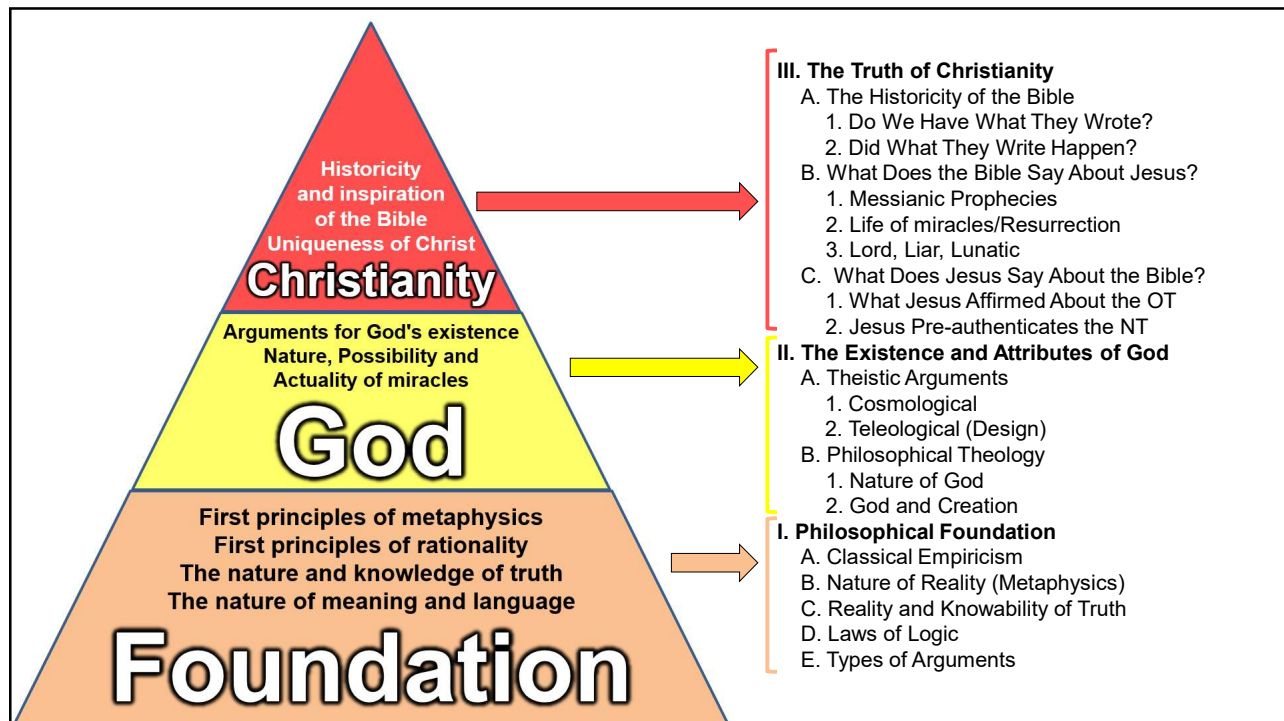 Historicity
and inspiration
of the Bible
Uniqueness of Christ
Christianity
Arguments for God's existence
Nature, Possibility and
Actuality of miracles
God
First principles of metaphysics
First principles of rationality
The nature and knowledge of truth
The nature of meaning and language
Foundation
III. The Truth of Christianity
A. The Historicity of the Bible
1. Do We Have What They Wrote?
2. Did What They Write Happen?
B. What Does the Bible Say About Jesus?
1. Messianic Prophecies
2. Life of miracles/Resurrection
3. Lord, Liar, Lunatic
C. What Does Jesus Say About the Bible?
1. What Jesus Affirmed About the OT
2. Jesus Pre-authenticates the NT
II. The Existence and Attributes of God
A. Theistic Arguments
1. Cosmological
2. Teleological (Design)
B. Philosophical Theology
1. Nature of God
2. God and Creation
I. Philosophical Foundation
A. Classical Empiricism
B. Nature of Reality (Metaphysics)
C. Reality and Knowability of Truth
D. Laws of Logic
E. Types of Arguments